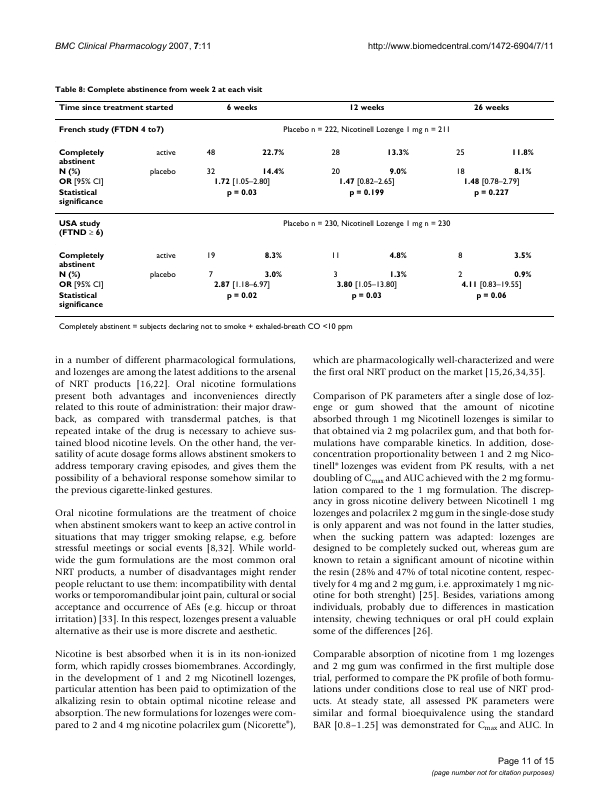 BMC Clinical Pharmacology 2007, 7:11
http://www.biomedcentral.com/1472-6904/7/11
Table 8: Complete abstinence from week 2 at each visit
Time since treatment started 6 weeks 12 weeks 26 weeks
French study (FTDN 4 to7) Placebo n = 222, Nicotinell Lozenge 1 mg n = 211
Completely abstinent active 48 22.7% 28 13.3% 25 11.8%
N (%) placebo 32 14.4% 20 9.0% 18 8.1%
OR [95% CI] 1.72 [1.05–2.80] 1.47 [0.82–2.65] 1.48 [0.78–2.79]
Statistical significance p = 0.03 p = 0.199 p = 0.227
USA study (FTND ≥ 6) Placebo n = 230, Nicotinell Lozenge 1 mg n = 230
Completely abstinent active 19 8.3% 11 4.8% 8 3.5%
N (%) placebo 7 3.0% 3 1.3% 2 0.9%
OR [95% CI] 2.87 [1.18–6.97] 3.80 [1.05–13.80] 4.11 [0.83–19.55]
Statistical significance p = 0.02 p = 0.03 p = 0.06
Completely abstinent = subjects declaring not to smoke + exhaled-breath CO <10 ppm
in a number of different pharmacological formulations,
and lozenges are among the latest additions to the arsenal
of NRT products [16,22]. Oral nicotine formulations
present both advantages and inconveniences directly
related to this route of administration: their major draw-
back, as compared with transdermal patches, is that
repeated intake of the drug is necessary to achieve sus-
tained blood nicotine levels. On the other hand, the ver-
satility of acute dosage forms allows abstinent smokers to
address temporary craving episodes, and gives them the
possibility of a behavioral response somehow similar to
the previous cigarette-linked gestures.
Oral nicotine formulations are the treatment of choice
when abstinent smokers want to keep an active control in
situations that may trigger smoking relapse, e.g. before
stressful meetings or social events [8,32]. While world-
wide the gum formulations are the most common oral
NRT products, a number of disadvantages might render
people reluctant to use them: incompatibility with dental
works or temporomandibular joint pain, cultural or social
acceptance and occurrence of AEs (e.g. hiccup or throat
irritation) [33]. In this respect, lozenges present a valuable
alternative as their use is more discrete and aesthetic.
Nicotine is best absorbed when it is in its non-ionized
form, which rapidly crosses biomembranes. Accordingly,
in the development of 1 and 2 mg Nicotinell lozenges,
particular attention has been paid to optimization of the
alkalizing resin to obtain optimal nicotine release and
absorption. The new formulations for lozenges were com-
pared to 2 and 4 mg nicotine polacrilex gum (Nicorette®),
which are pharmacologically well-characterized and were
the first oral NRT product on the market [15,26,34,35].
Comparison of PK parameters after a single dose of loz-
enge or gum showed that the amount of nicotine
absorbed through 1 mg Nicotinell lozenges is similar to
that obtained via 2 mg polacrilex gum, and that both for-
mulations have comparable kinetics. In addition, dose-
concentration proportionality between 1 and 2 mg Nico-
tinell® lozenges was evident from PK results, with a net
doubling of Cmax and AUC achieved with the 2 mg formu-
lation compared to the 1 mg formulation. The discrep-
ancy in gross nicotine delivery between Nicotinell 1 mg
lozenges and polacrilex 2 mg gum in the single-dose study
is only apparent and was not found in the latter studies,
when the sucking pattern was adapted: lozenges are
designed to be completely sucked out, whereas gum are
known to retain a significant amount of nicotine within
the resin (28% and 47% of total nicotine content, respec-
tively for 4 mg and 2 mg gum, i.e. approximately 1 mg nic-
otine for both strenght) [25]. Besides, variations among
individuals, probably due to differences in mastication
intensity, chewing techniques or oral pH could explain
some of the differences [26].
Comparable absorption of nicotine from 1 mg lozenges
and 2 mg gum was confirmed in the first multiple dose
trial, performed to compare the PK profile of both formu-
lations under conditions close to real use of NRT prod-
ucts. At steady state, all assessed PK parameters were
similar and formal bioequivalence using the standard
BAR [0.8–1.25] was demonstrated for Cmax and AUC. In
Page 11 of 15
(page number not for citation purposes)